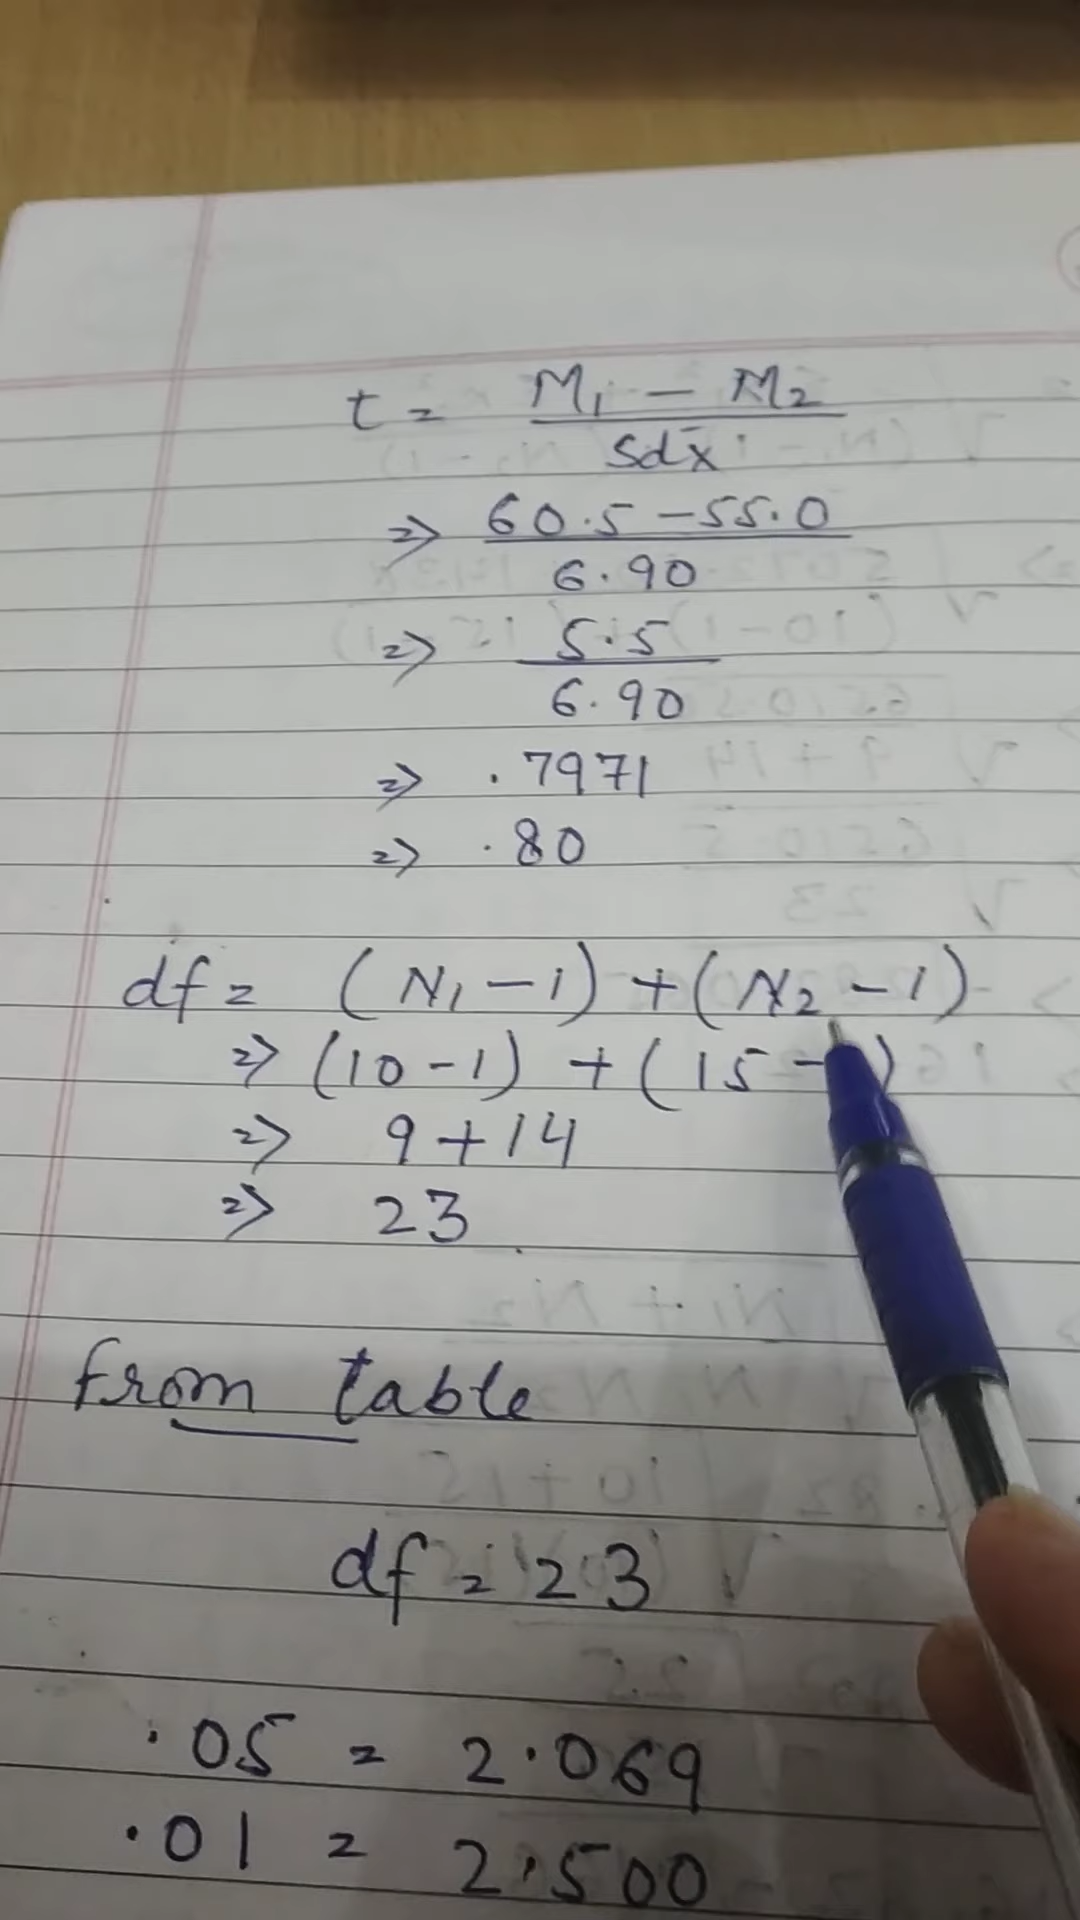 t = M₁ - M₂
Sdx̄
=> 60.5 - 55.0
6.90
=> 5.5
6.90
=> .7971
=> .80
df = (N₁ - 1) + (N₂ - 1)
=> (10 - 1) + (15 - )
=> 9 + 14
=> 23
from table
df = 23
.05 = 2.069
.01 = 2.500